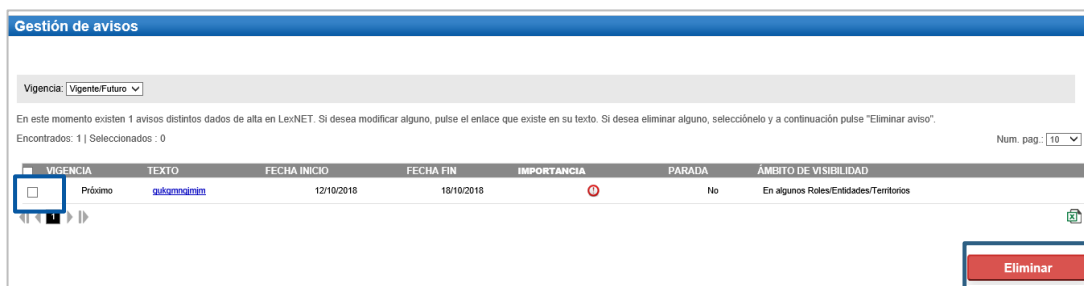 Gestión de avisos
Vigencia: Vigente/Futuro
En este momento existen 1 avisos distintos dados de alta en LexNET. Si desea modificar alguno, pulse el enlace que existe en su texto. Si desea eliminar alguno, selecciónelo y a continuación pulse "Eliminar aviso".
Encontrados: 1 | Seleccionados : 0 Num. pag.: 10
VIGENCIA TEXTO FECHA INICIO FECHA FIN IMPORTANCIA PARADA ÁMBITO DE VISIBILIDAD
Próximo gukgmngjmjm 12/10/2018 18/10/2018 No En algunos Roles/Entidades/Territorios
1
Eliminar